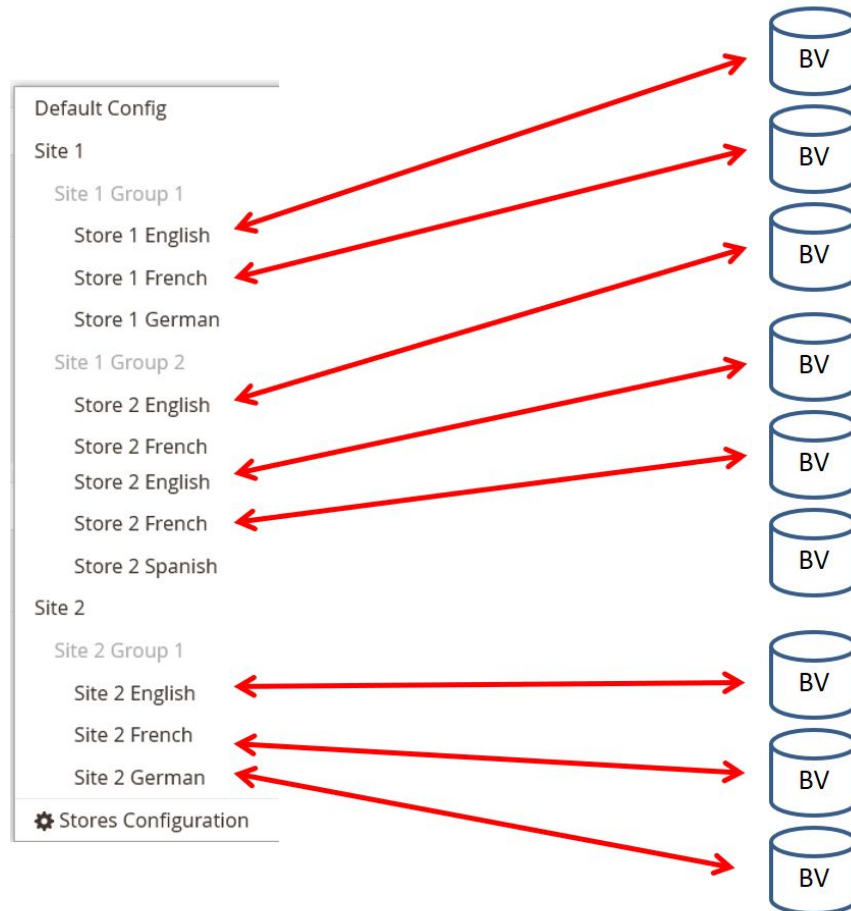 Default Config
Site 1
Site 1 Group 1
Store 1 English
Store 1 French
Store 1 German
Site 1 Group 2
Store 2 English
Store 2 French
Store 2 English
Store 2 French
Store 2 Spanish
Site 2
Site 2 Group 1
Site 2 English
Site 2 French
Site 2 German
Stores Configuration
BV
BV
BV
BV
BV
BV
BV
BV
BV